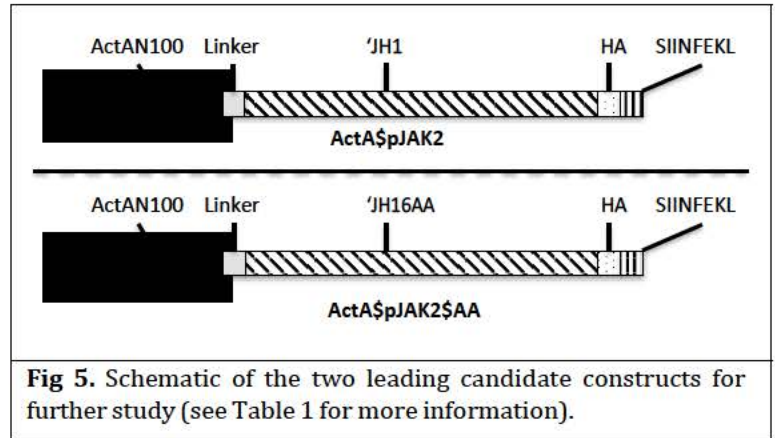 ActAN100 Linker ‘JH1 HA SIINFEKL
ActA$pJAK2
ActAN100 Linker ‘JH16AA HA SIINFEKL
ActA$pJAK2$AA
Fig 5. Schematic of the two leading candidate constructs for
further study (see Table 1 for more information).